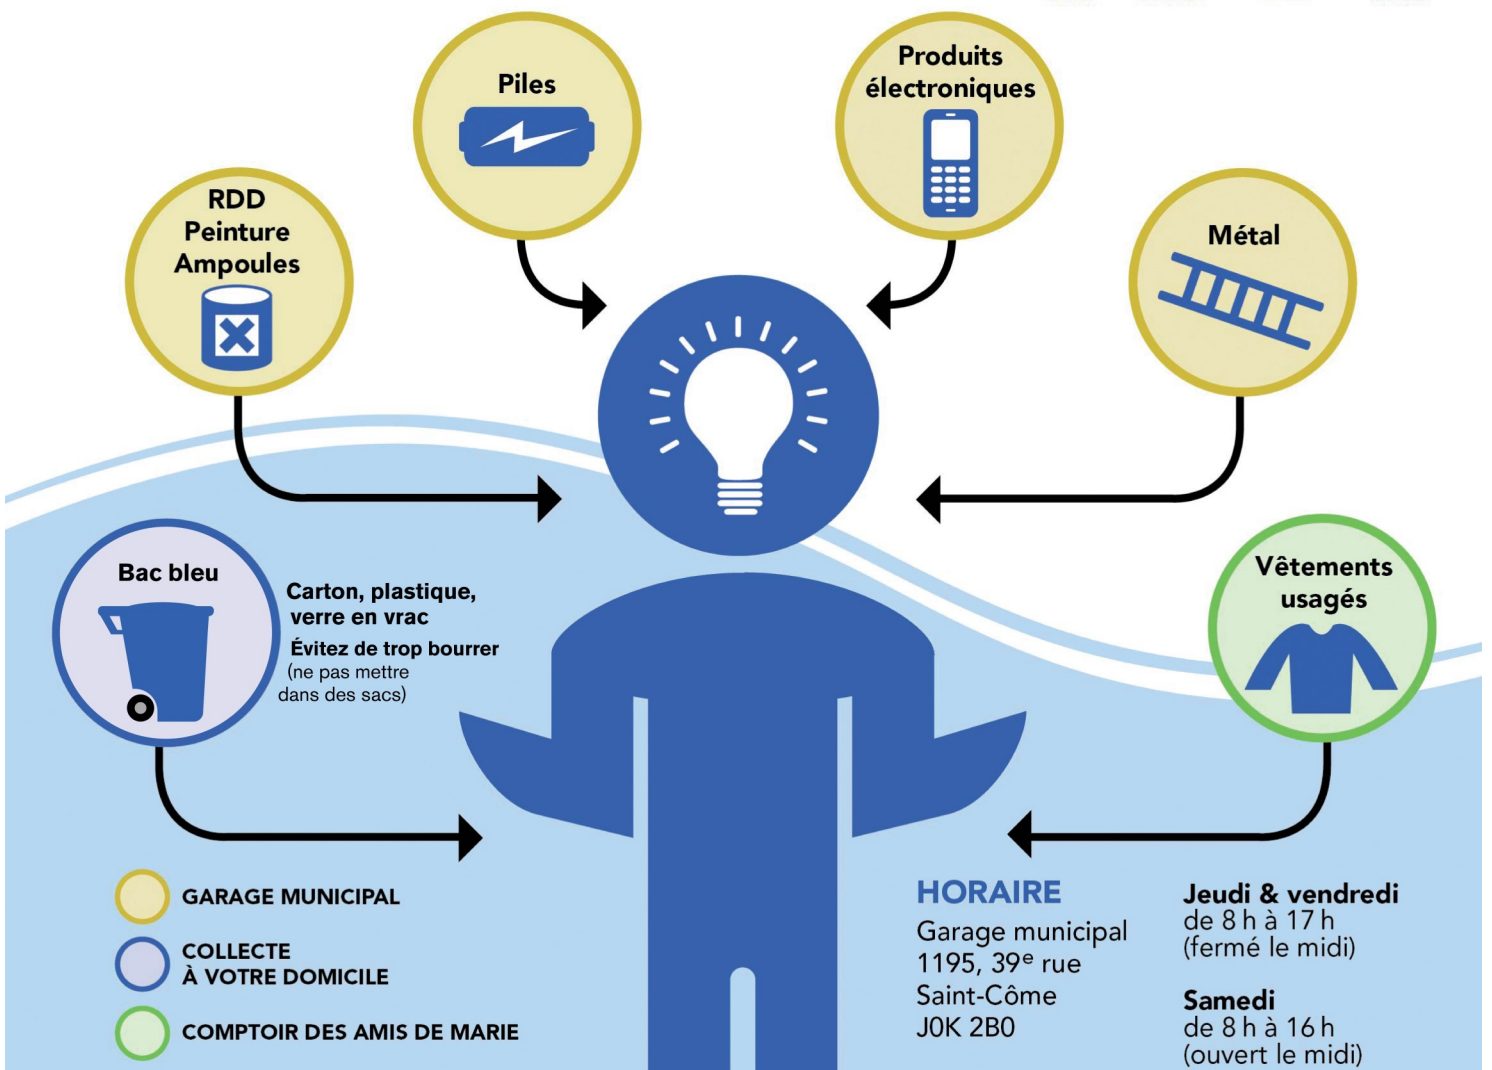 Piles
Produits
électroniques
RDD
Peinture
Ampoules
Métal
Bac bleu
Carton, plastique,
verre en vrac
Évitez de trop bourrer
(ne pas mettre
dans des sacs)
Vêtements
usagés
GARAGE MUNICIPAL
COLLECTE
À VOTRE DOMICILE
COMPTOIR DES AMIS DE MARIE
HORAIRE
Garage municipal
1195, 39e rue
Saint-Côme
J0K 2B0
Jeudi & vendredi
de 8 h à 17 h
(fermé le midi)
Samedi
de 8 h à 16 h
(ouvert le midi)